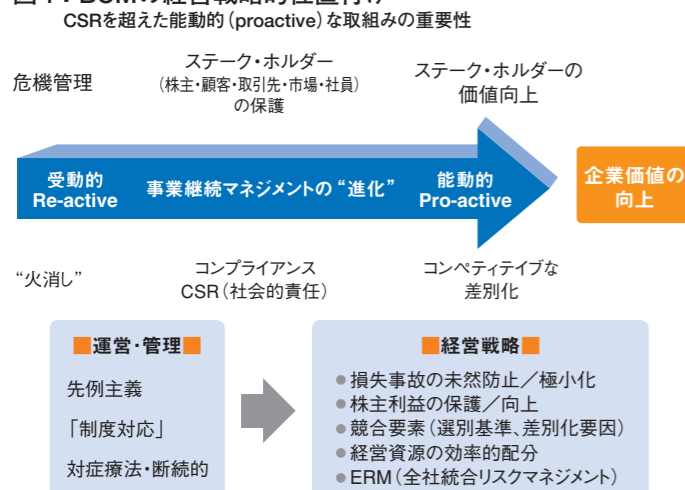 CSRを超えた能動的（proactive）な取組みの重要性
危機管理
ステーク・ホルダー
（株主・顧客・取引先・市場・社員）
の保護
ステーク・ホルダーの
価値向上
受動的
Re-active
事業継続マネジメントの“進化”
能動的
Pro-active
企業価値の
向上
“火消し”
コンプライアンス
CSR（社会的責任）
コンペティテイブな
差別化
■運営・管理■
先例主義
「制度対応」
対症療法・断続的
■経営戦略■
●損失事故の未然防止／極小化
●株主利益の保護／向上
●競合要素（選別基準、差別化要因）
●経営資源の効率的配分
●ERM（全社統合リスクマネジメント）